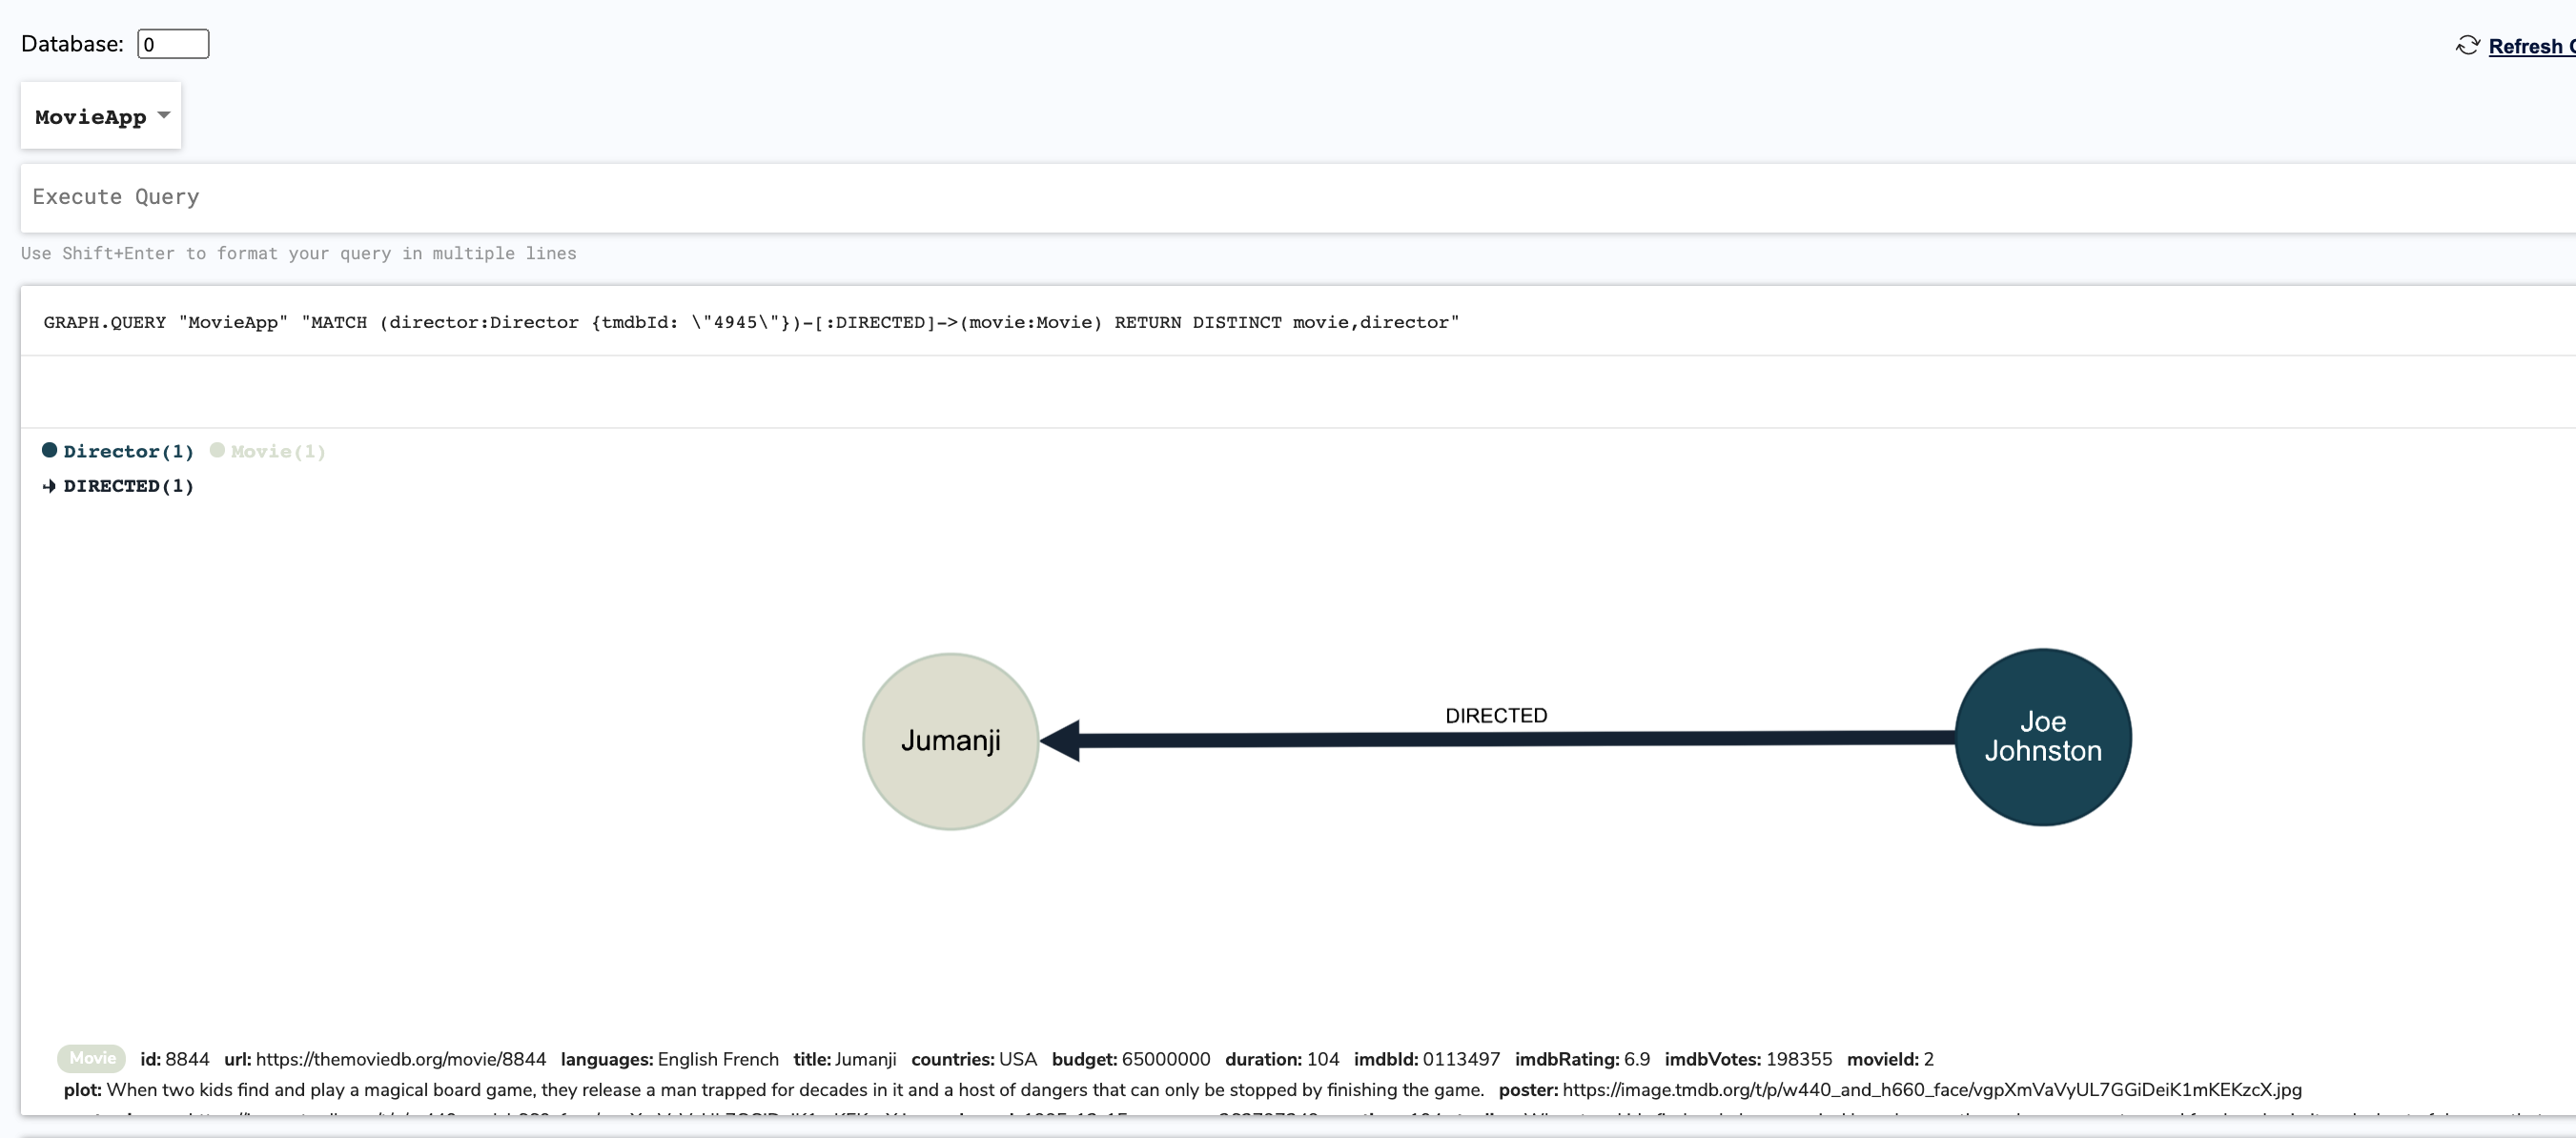 Database: 0
Refresh
MovieApp
Execute Query
Use Shift+Enter to format your query in multiple lines
GRAPH.QUERY "MovieApp" "MATCH (director:Director {tmdbId: \"4945\"})-[:DIRECTED]->(movie:Movie) RETURN DISTINCT movie,director"
Director(1) Movie(1)
DIRECTED(1)
DIRECTED
Jumanji
Joe
Johnston
Movie id: 8844 url: https://themoviedb.org/movie/8844 languages: English French title: Jumanji countries: USA budget: 65000000 duration: 104 imdbId: 0113497 imdbRating: 6.9 imdbVotes: 198355 movieId: 2
plot: When two kids find and play a magical board game, they release a man trapped for decades in it and a host of dangers that can only be stopped by finishing the game. poster: https://image.tmdb.org/t/p/w440_and_h660_face/vgpXmVaVyUL7GGiDeiK1mKEKzcX.jpg